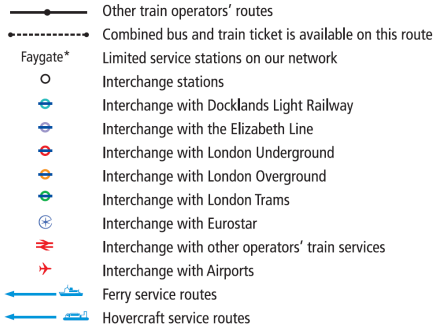 Other train operators' routes
Combined bus and train ticket is available on this route
Faygate* Limited service stations on our network
Interchange stations
Interchange with Docklands Light Railway
Interchange with the Elizabeth Line
Interchange with London Underground
Interchange with London Overground
Interchange with London Trams
Interchange with Eurostar
Interchange with other operators' train services
Interchange with Airports
Ferry service routes
Hovercraft service routes